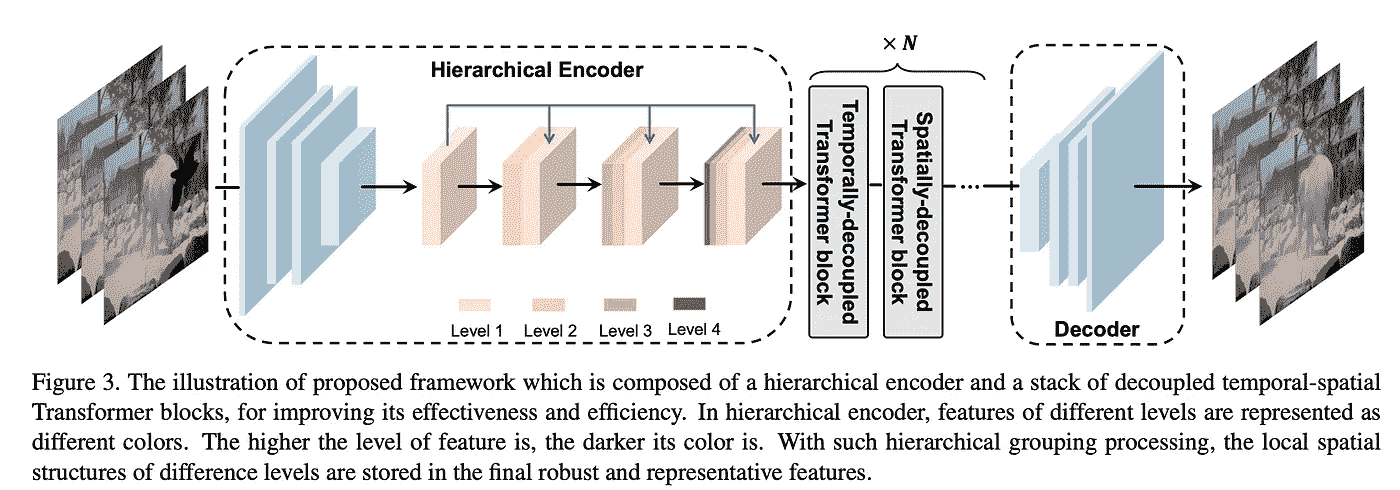 × N
Hierarchical Encoder
Temporally-decoupled
Transformer block
Spatially-decoupled
Transformer block
...
Level 1 Level 2 Level 3 Level 4
Decoder
Figure 3. The illustration of proposed framework which is composed of a hierarchical encoder and a stack of decoupled temporal-spatial
Transformer blocks, for improving its effectiveness and efficiency. In hierarchical encoder, features of different levels are represented as
different colors. The higher the level of feature is, the darker its color is. With such hierarchical grouping processing, the local spatial
structures of difference levels are stored in the final robust and representative features.